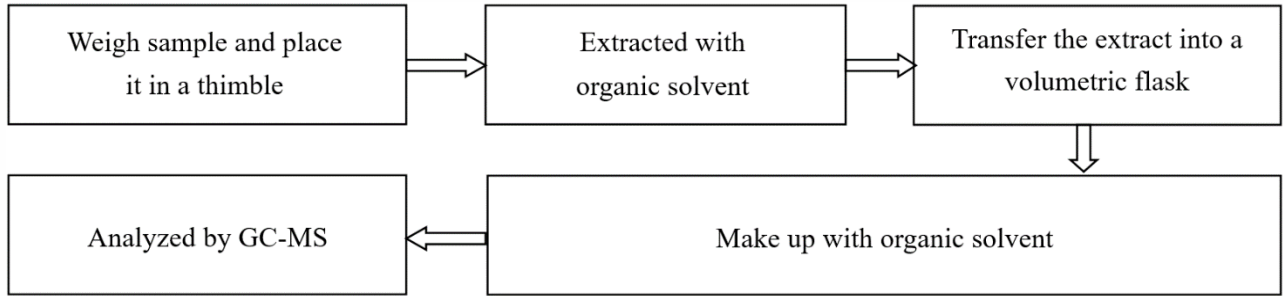 Weigh sample and place
it in a thimble
Extracted with
organic solvent
Transfer the extract into a
volumetric flask
Make up with organic solvent
Analyzed by GC-MS